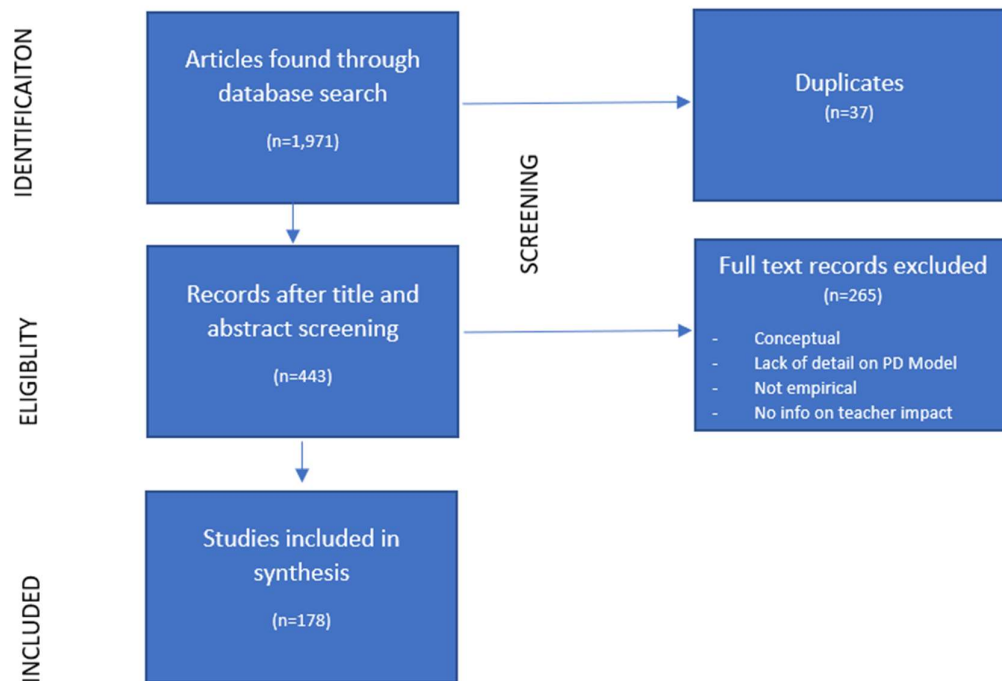 IDENTIFICAITON
Articles found through
database search
(n=1,971)
Duplicates
(n=37)
SCREENING
ELIGIBLITY
Records after title and
abstract screening
(n=443)
Full text records excluded
(n=265)
- Conceptual
- Lack of detail on PD Model
- Not empirical
- No info on teacher impact
INCLUDED
Studies included in
synthesis
(n=178)